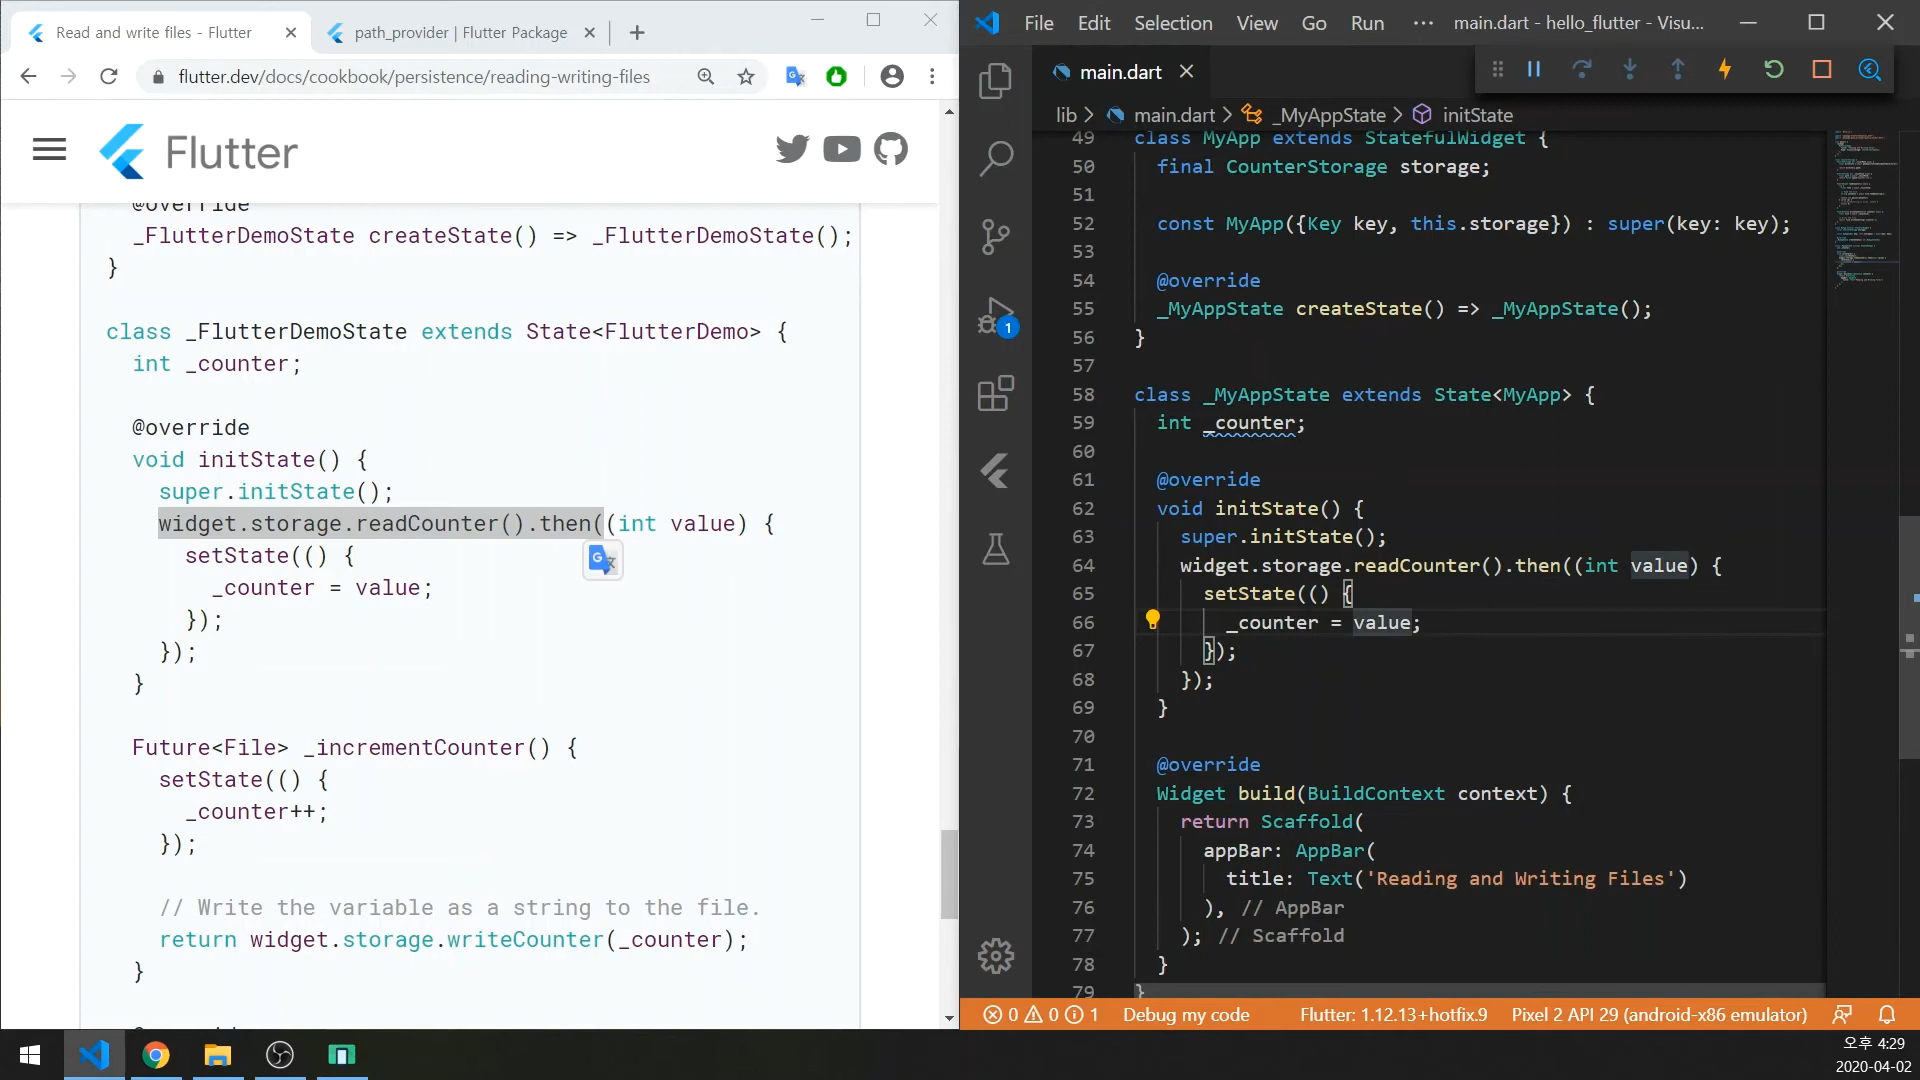 Read and write files - Flutter
path_provider | Flutter Package
flutter.dev/docs/cookbook/persistence/reading-writing-files
Flutter
@override
_FlutterDemoState createState() => _FlutterDemoState();
}
class _FlutterDemoState extends State<FlutterDemo> {
int _counter;
@override
void initState() {
super.initState();
widget.storage.readCounter().then((int value) {
setState(() {
_counter = value;
});
});
}
Future<File> _incrementCounter() {
setState(() {
_counter++;
});
// Write the variable as a string to the file.
return widget.storage.writeCounter(_counter);
}
File Edit Selection View Go Run ··· main.dart - hello_flutter - Visu...
main.dart
lib > main.dart > _MyAppState > initState
49 class MyApp extends StatefulWidget {
50 final CounterStorage storage;
51
52 const MyApp({Key key, this.storage}) : super(key: key);
53
54 @override
55 _MyAppState createState() => _MyAppState();
56 }
57
58 class _MyAppState extends State<MyApp> {
59 int _counter;
60
61 @override
62 void initState() {
63 super.initState();
64 widget.storage.readCounter().then((int value) {
65 setState(() {
66 _counter = value;
67 });
68 });
69 }
70
71 @override
72 Widget build(BuildContext context) {
73 return Scaffold(
74 appBar: AppBar(
75 title: Text('Reading and Writing Files')
76 ), // AppBar
77 ); // Scaffold
78 }
79 }
1
0 0 1 Debug my code Flutter: 1.12.13+hotfix.9 Pixel 2 API 29 (android-x86 emulator)
오후 4:29
2020-04-02